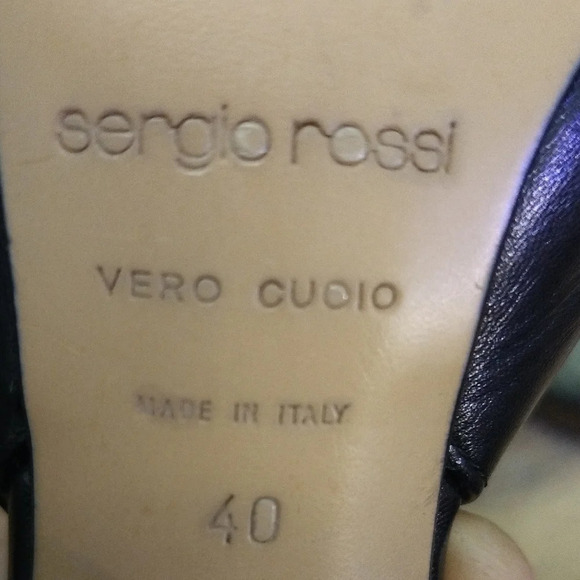 sergio rossi
VERO CUOIO
MADE IN ITALY
40